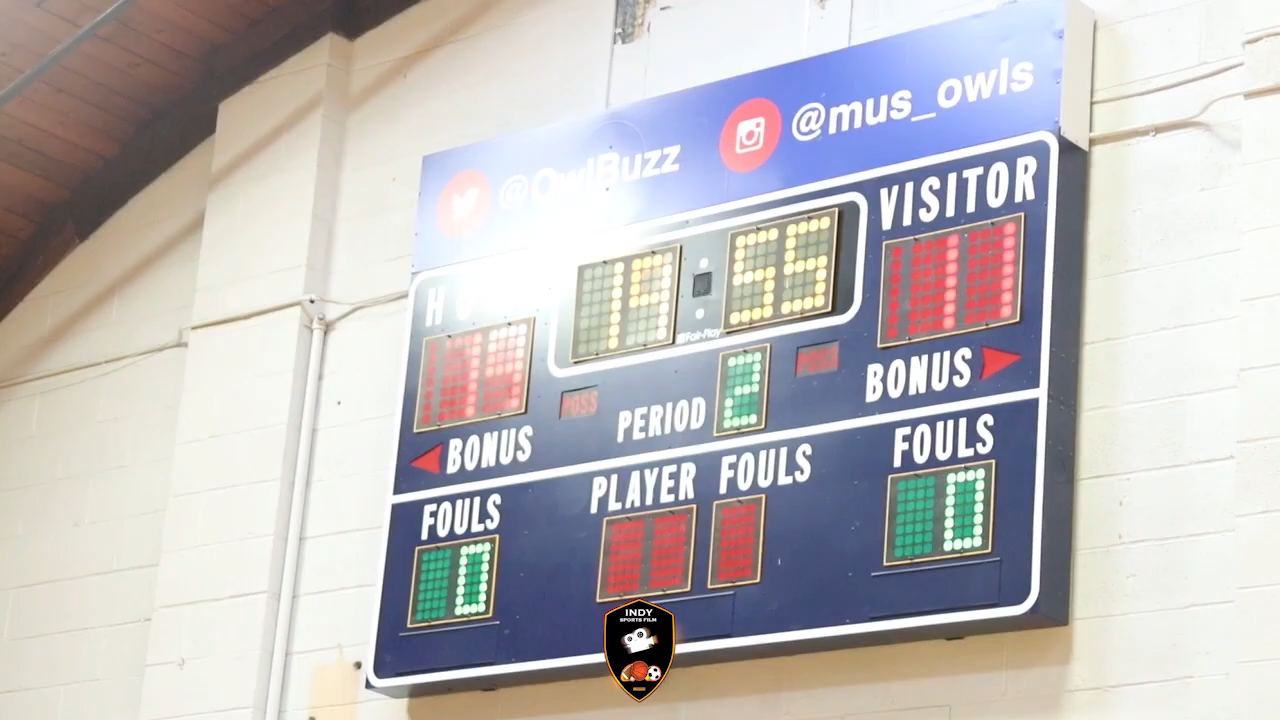 @OwlBuzz @mus_owls
VISITOR
55
Fair-Play
POSS
POSS
PERIOD 2
BONUS
BONUS
FOULS
PLAYER FOULS
FOULS
0
0
INDY
SPORTS FILM